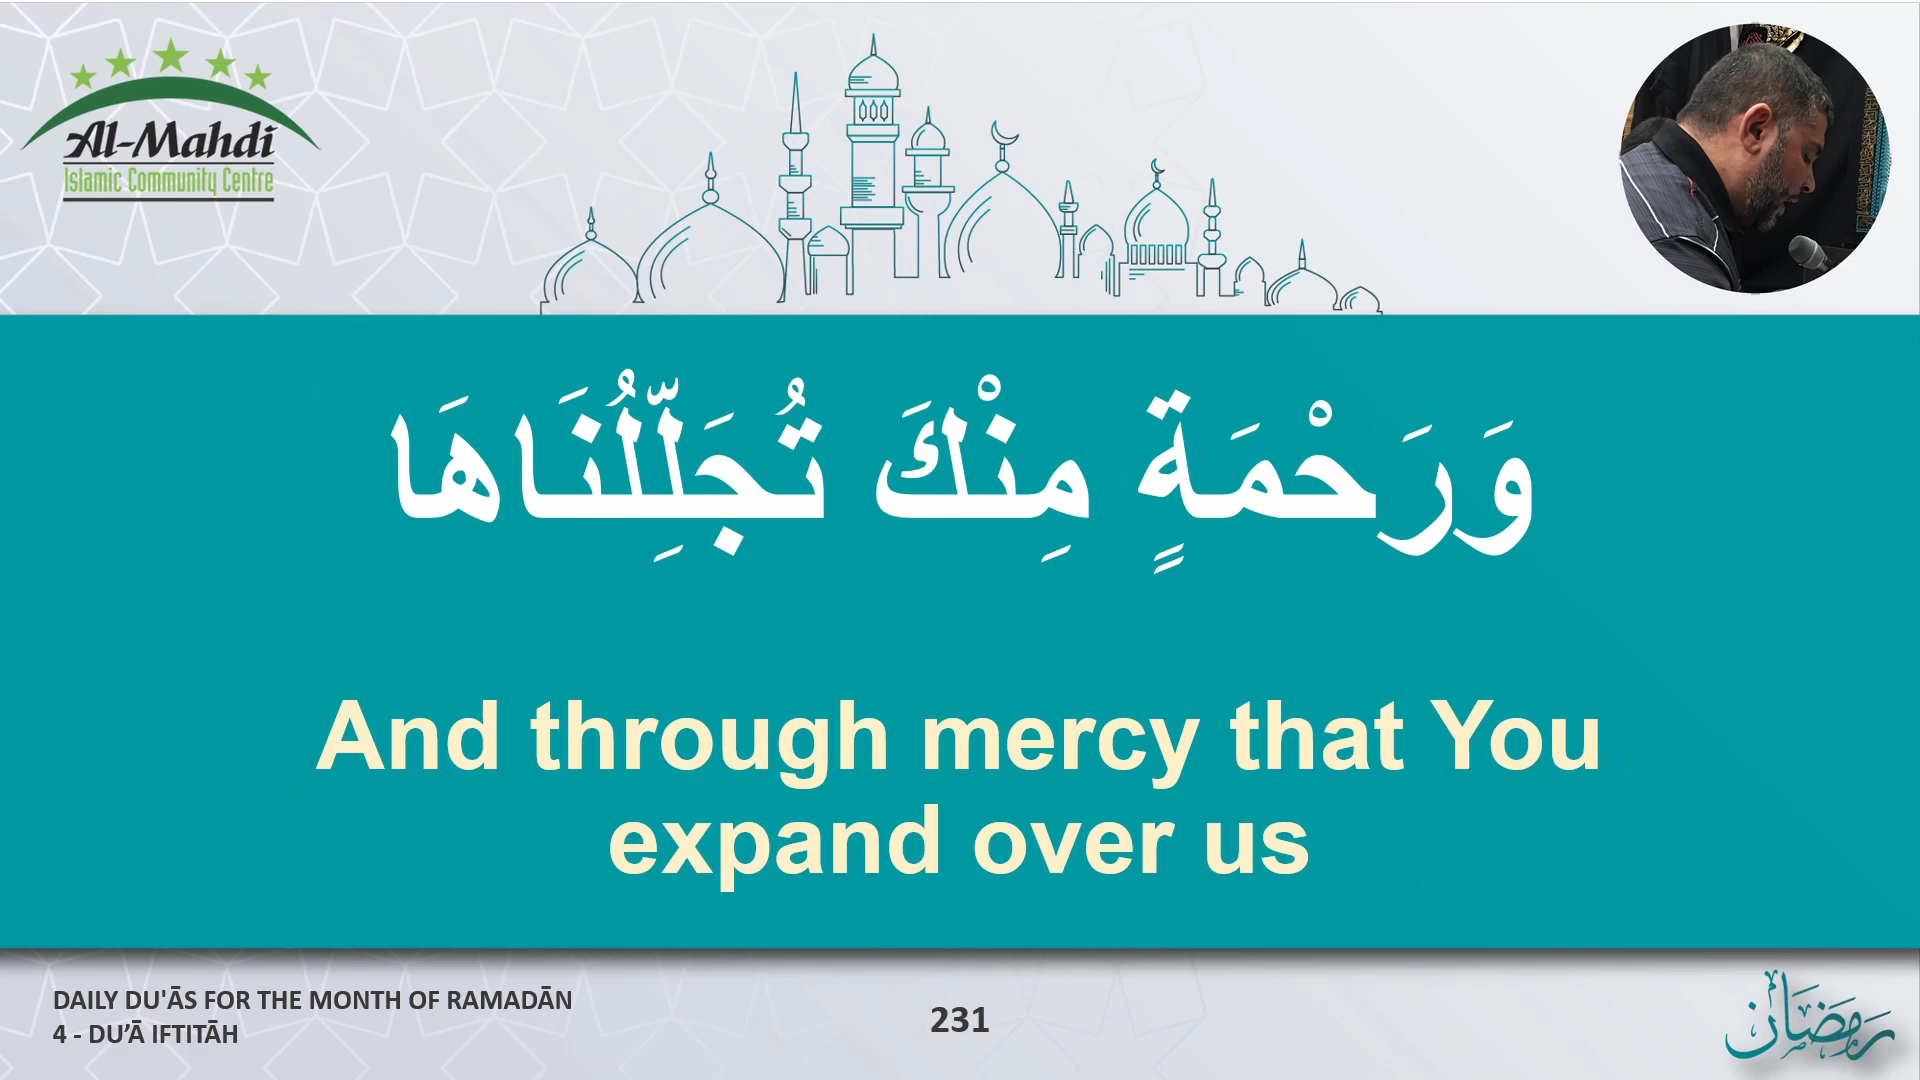 Al-Mahdi
Islamic Community Centre
وَرَحْمَةٍ مِنْكَ تُجَلِّلُنَاهَا
And through mercy that You
expand over us
DAILY DU'ĀS FOR THE MONTH OF RAMADĀN
4 - DU’Ā IFTITĀH
231
رَمَضَان